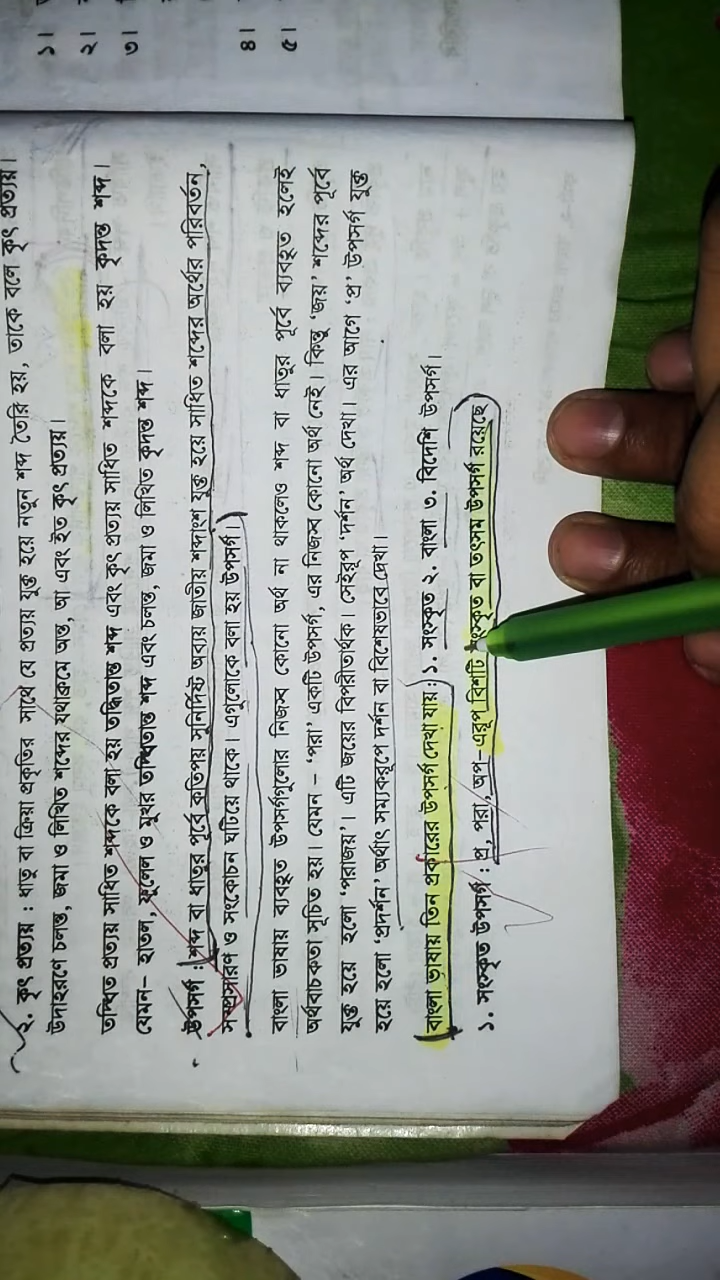 ২. কৃৎ প্রত্যয় : ধাতু বা ক্রিয়া প্রকৃতির সাথে যে প্রত্যয় যুক্ত হয়ে নতুন শব্দ তৈরি হয়, তাকে বলে কৃৎ প্রত্যয়।
উদাহরণে চলন্ত, জমা ও লিখিত শব্দের যথাক্রমে অন্ত, আ এবং ইত কৃৎ প্রত্যয়।
তদ্ধিত প্রত্যয় সাধিত শব্দকে বলা হয় তদ্ধিতান্ত শব্দ এবং কৃৎ প্রত্যয় সাধিত শব্দকে বলা হয় কৃদন্ত শব্দ।
যেমন– হাতল, ফুলেল ও মুখর তদ্ধিতান্ত শব্দ এবং চলন্ত, জমা ও লিখিত কৃদন্ত শব্দ।
উপসর্গ : শব্দ বা ধাতুর পূর্বে কতিপয় সুনির্দিষ্ট অব্যয় জাতীয় শব্দাংশ যুক্ত হয়ে সাধিত শব্দের অর্থের পরিবর্তন,
সম্প্রসারণ ও সংকোচন ঘটিয়ে থাকে। এগুলোকে বলা হয় উপসর্গ।
বাংলা ভাষায় ব্যবহৃত উপসর্গগুলোর নিজস্ব কোনো অর্থ না থাকলেও শব্দ বা ধাতুর পূর্বে ব্যবহৃত হলেই
অর্থবাচকতা সূচিত হয়। যেমন – ‘পরা’ একটি উপসর্গ, এর নিজস্ব কোনো অর্থ নেই। কিন্তু ‘জয়’ শব্দের পূর্বে
যুক্ত হয়ে হলো ‘পরাজয়’। এটি জয়ের বিপরীতার্থক। সেইরূপ ‘দর্শন’ অর্থ দেখা। এর আগে ‘প্র’ উপসর্গ যুক্ত
হয়ে হলো ‘প্রদর্শন’ অর্থাৎ সম্যকরূপে দর্শন বা বিশেষভাবে দেখা।
বাংলা ভাষায় তিন প্রকারের উপসর্গ দেখা যায় : ১. সংস্কৃত ২. বাংলা ৩. বিদেশি উপসর্গ।
১. সংস্কৃত উপসর্গ : প্র, পরা, অপ–এরূপ বিশটি সংস্কৃত বা তৎসম উপসর্গ রয়েছে।
১।
২।
৩।
৪।
৫।